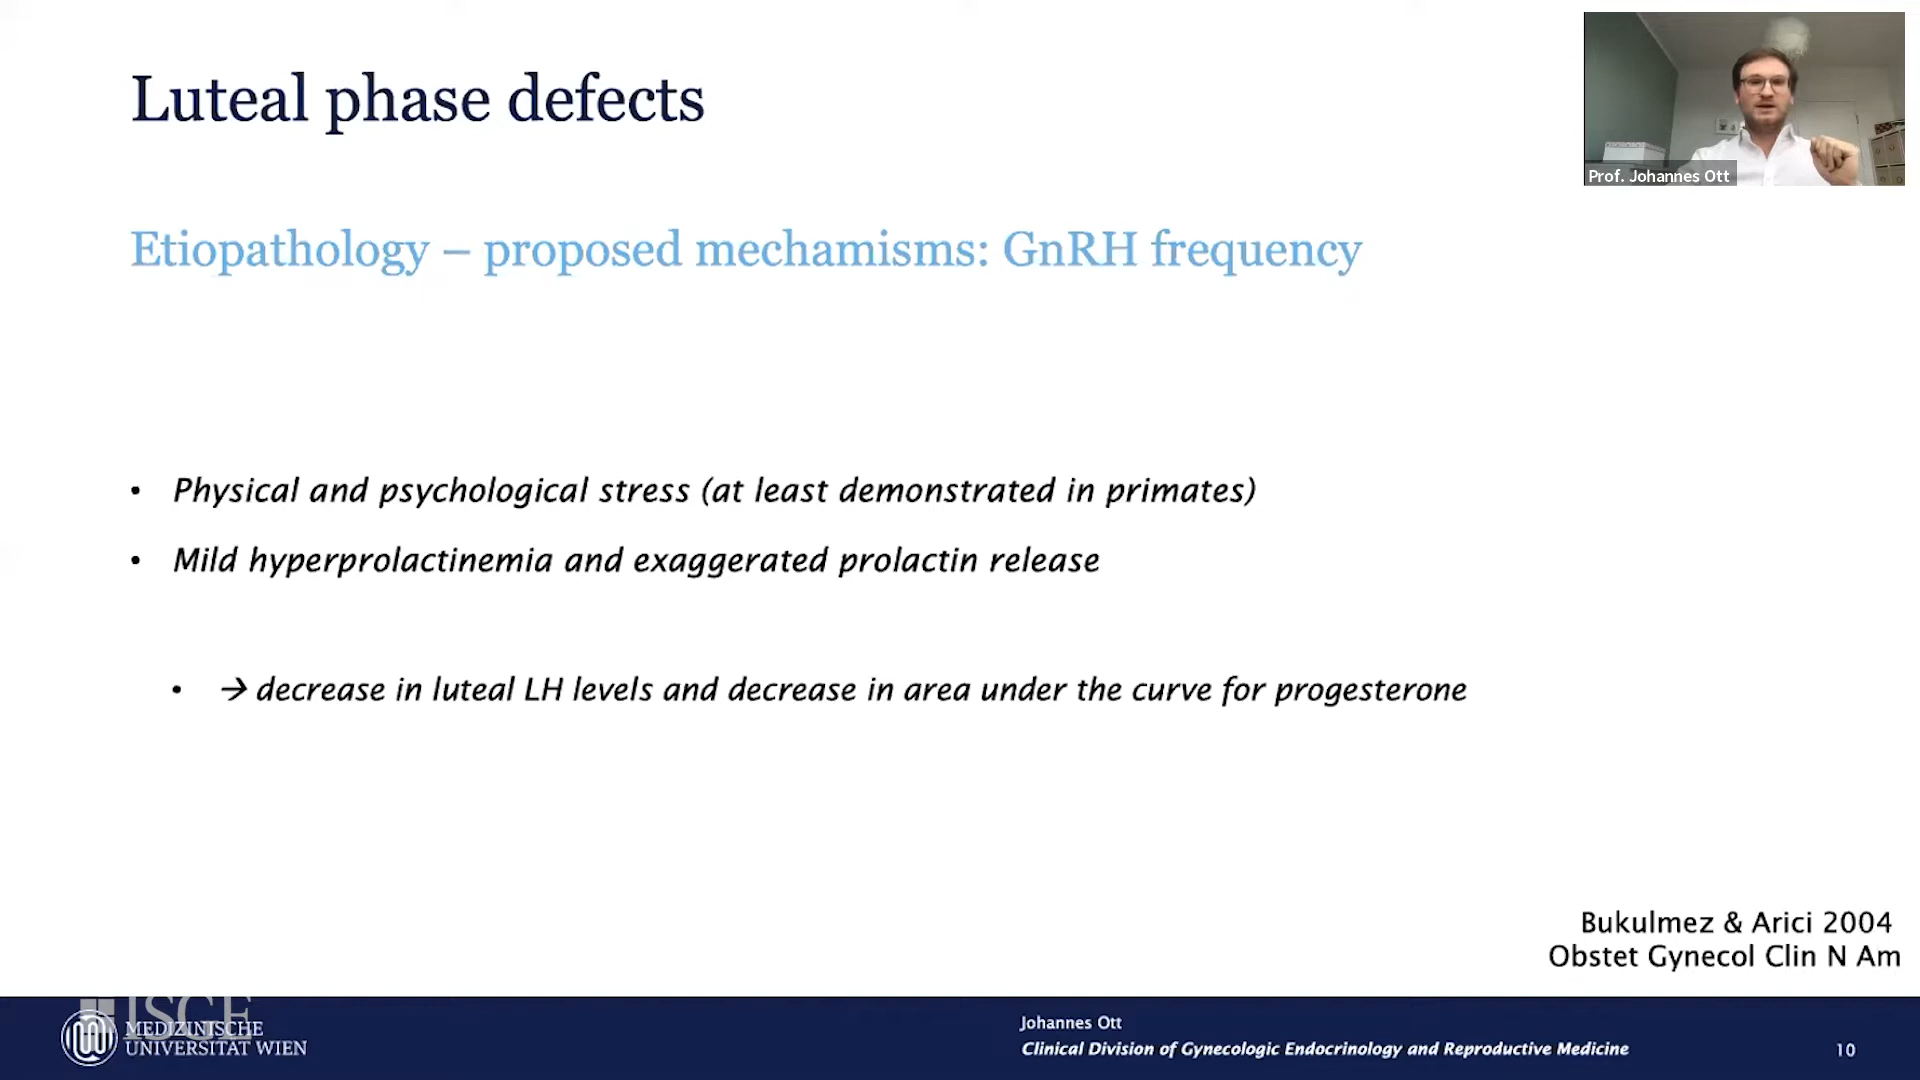 Luteal phase defects
Prof. Johannes Ott
Etiopathology – proposed mechamisms: GnRH frequency
• Physical and psychological stress (at least demonstrated in primates)
• Mild hyperprolactinemia and exaggerated prolactin release
• → decrease in luteal LH levels and decrease in area under the curve for progesterone
Bukulmez & Arici 2004
Obstet Gynecol Clin N Am
ISGE
MEDIZINISCHE
UNIVERSITÄT WIEN
Johannes Ott
Clinical Division of Gynecologic Endocrinology and Reproductive Medicine
10